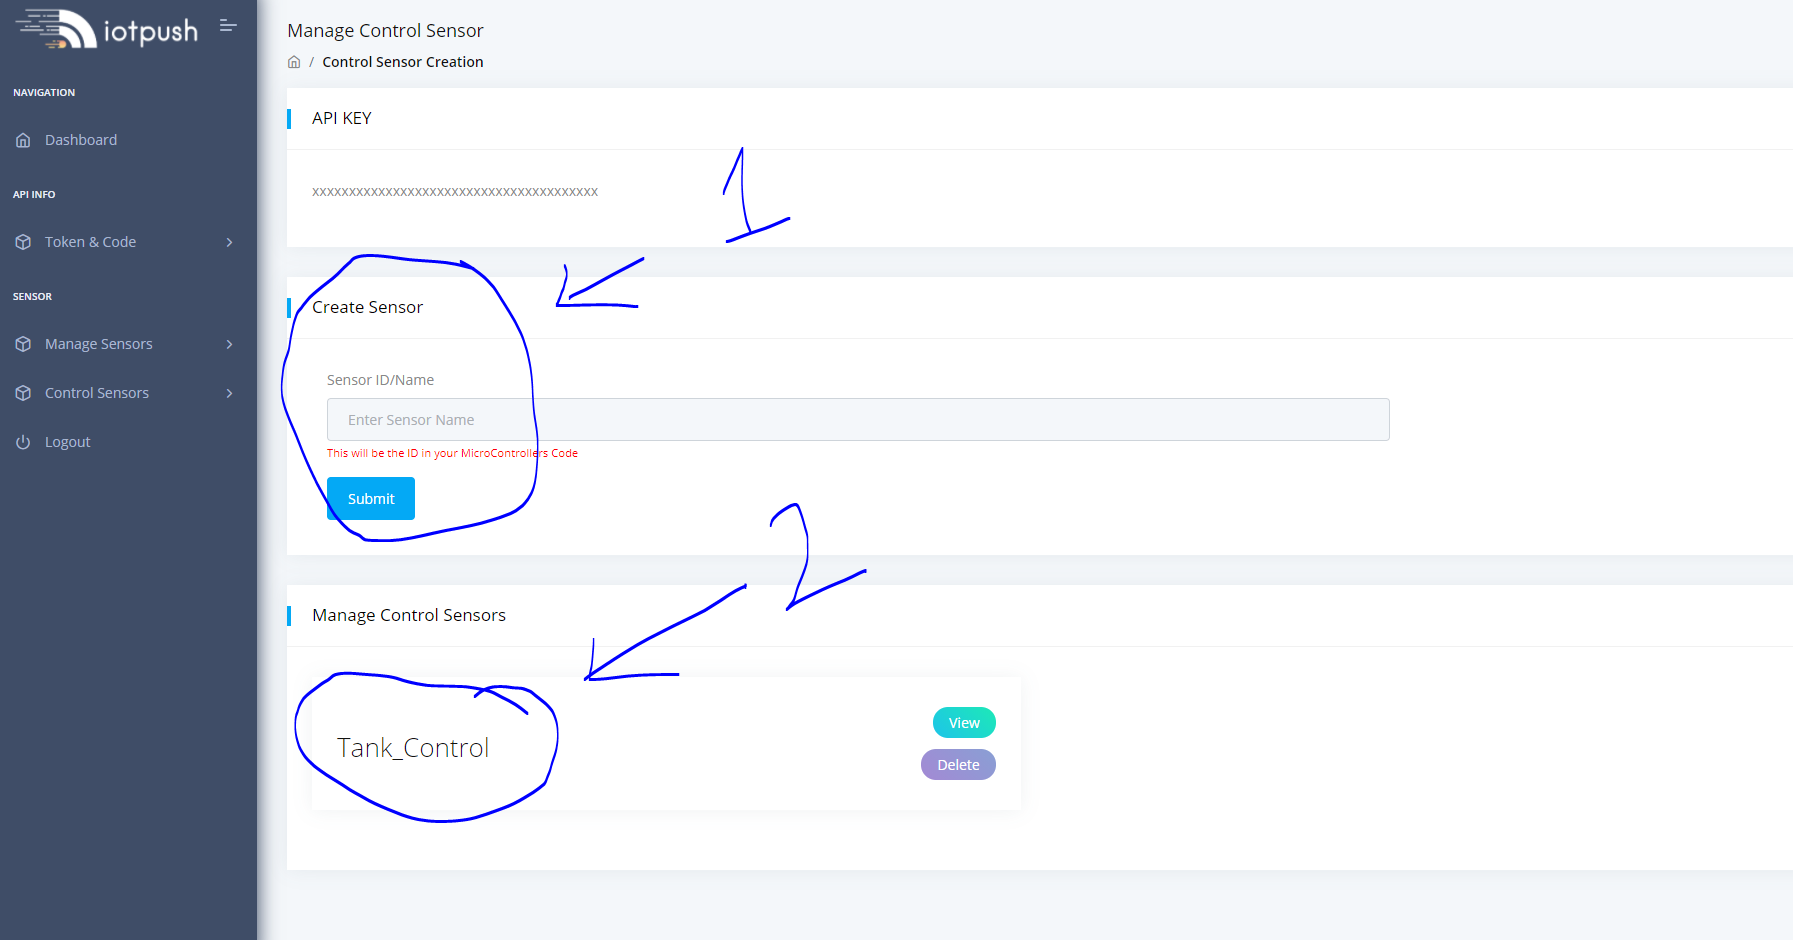 iotpush
NAVIGATION
Dashboard
API INFO
Token & Code
SENSOR
Manage Sensors
Control Sensors
Logout
Manage Control Sensor
/ Control Sensor Creation
API KEY
xxxxxxxxxxxxxxxxxxxxxxxxxxxxxxxxxxxxxxxx
1
Create Sensor
Sensor ID/Name
Enter Sensor Name
This will be the ID in your MicroControllers Code
Submit
2
Manage Control Sensors
Tank_Control
View
Delete